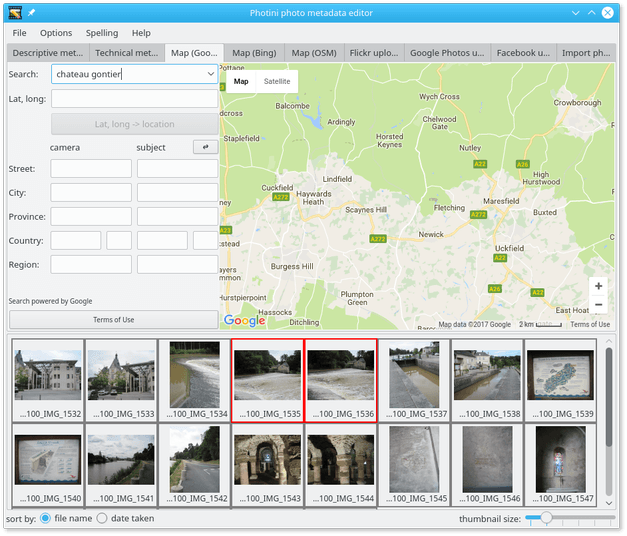 Photini photo metadata editor
File Options Spelling Help
Descriptive met... Technical met... Map (Goo... Map (Bing) Map (OSM) Flickr uplo... Google Photos u... Facebook u... Import ph...
Search: chateau gontier
Lat, long:
Lat, long -> location
camera subject
Street:
City:
Province:
Country:
Region:
Search powered by Google
Terms of Use
Map Satellite
Balcombe
Wych Cross
Crowborough
Ardingly
Chelwood
Gate
Staplefield
Horsted
Keynes
Nutley
A22 A26
High
Hurstwood
Lindfield
Cuckfield
A272
Haywards
Heath
Maresfield
Fletching
Scaynes Hill
A272
Buxted
A23
Newick
A272
Uckfield
Burgess Hill
A26
A22
Plumpton
Green
Hurstpierpoint
East Hoat
Hassocks
Ditchling
Google
Map data ©2017 Google 2 km Terms of Use
...100_IMG_1532 ...100_IMG_1533 ...100_IMG_1534 ...100_IMG_1535 ...100_IMG_1536 ...100_IMG_1537 ...100_IMG_1538 ...100_IMG_1539
...100_IMG_1540 ...100_IMG_1541 ...100_IMG_1542 ...100_IMG_1543 ...100_IMG_1544 ...100_IMG_1545 ...100_IMG_1546 ...100_IMG_1547
sort by: file name date taken thumbnail size: